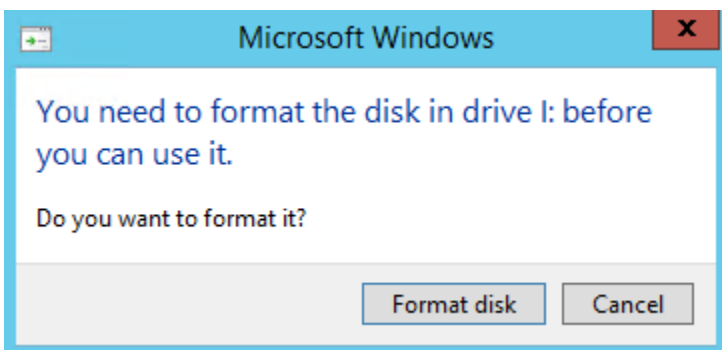 Microsoft Windows
x
You need to format the disk in drive I: before
you can use it.
Do you want to format it?
Format disk
Cancel